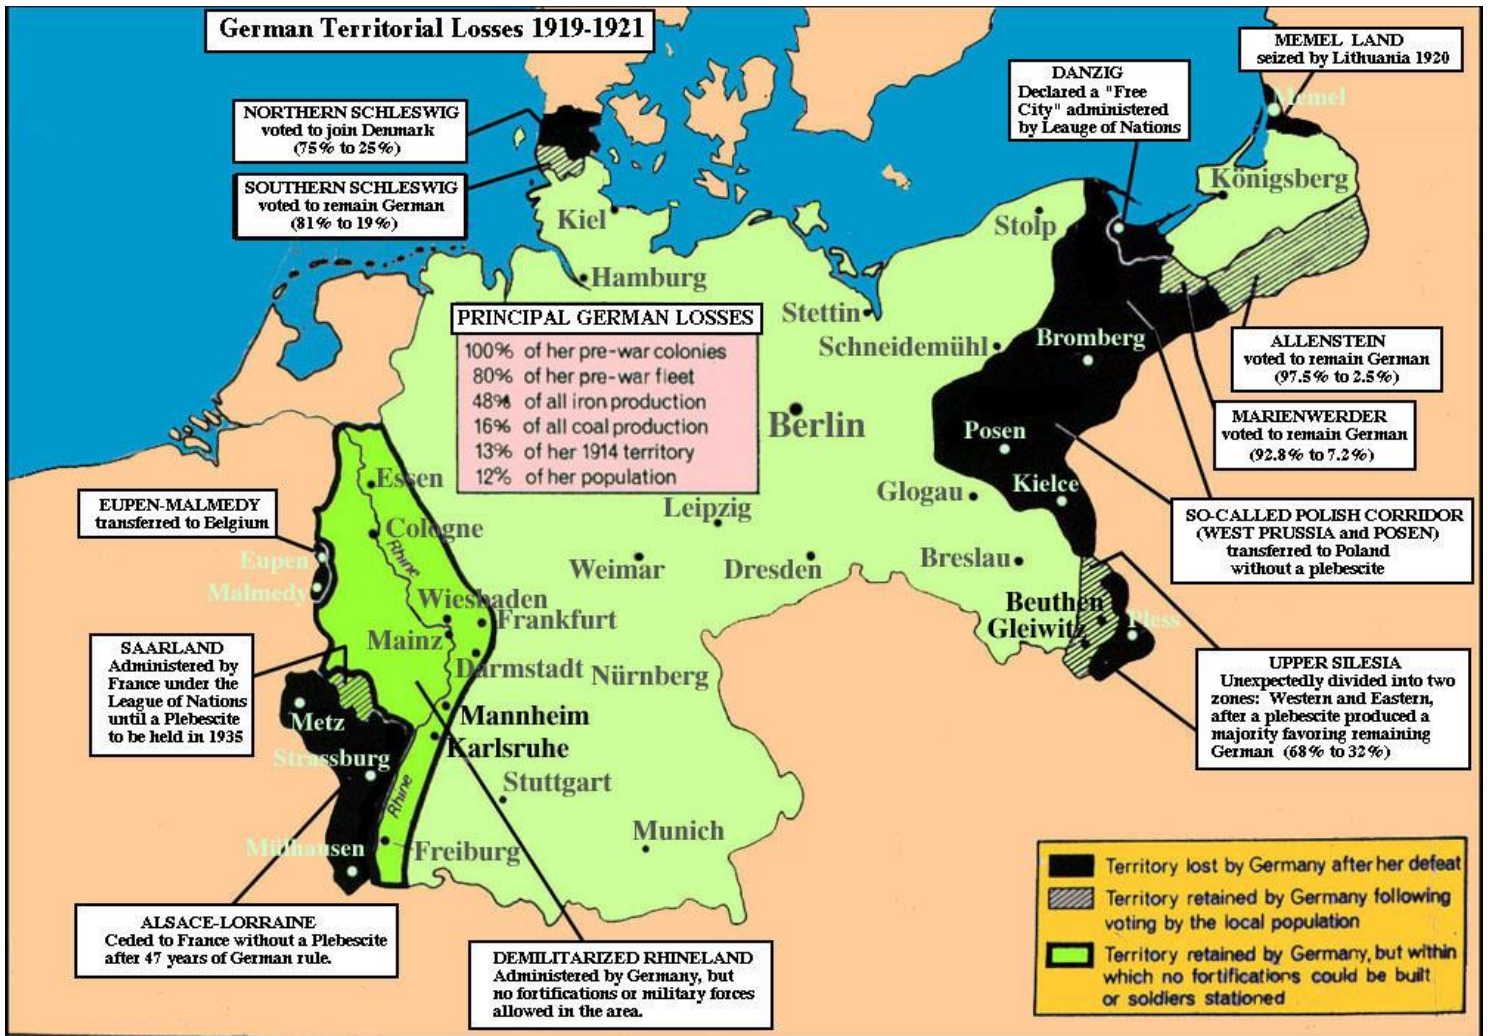 German Territorial Losses 1919-1921
MEMEL LAND
seized by Lithuania 1920
DANZIG
Declared a "Free
City" administered
by Leauge of Nations
NORTHERN SCHLESWIG
voted to join Denmark
(75% to 25%)
SOUTHERN SCHLESWIG
voted to remain German
(81% to 19%)
Memel
Königsberg
Kiel
Stolp
Hamburg
Stettin
Schneidemühl
Bromberg
PRINCIPAL GERMAN LOSSES
100% of her pre-war colonies
80% of her pre-war fleet
48% of all iron production
16% of all coal production
13% of her 1914 territory
12% of her population
ALLENSTEIN
voted to remain German
(97.5% to 2.5%)
MARIENWERDER
voted to remain German
(92.8% to 7.2%)
Berlin
Posen
Essen
Glogau
Kielce
Leipzig
EUPEN-MALMEDY
transferred to Belgium
SO-CALLED POLISH CORRIDOR
(WEST PRUSSIA and POSEN)
transferred to Poland
without a plebescite
Cologne
Rhine
Eupen
Malmedy
Weimar
Dresden
Breslau
Wiesbaden
Frankfurt
Mainz
Darmstadt
Nürnberg
Beuthen
Gleiwitz
Pless
SAARLAND
Administered by
France under the
League of Nations
until a Plebescite
to be held in 1935
UPPER SILESIA
Unexpectedly divided into two
zones: Western and Eastern,
after a plebescite produced a
majority favoring remaining
German (68% to 32%)
Metz
Mannheim
Karlsruhe
Strassburg
Rhine
Stuttgart
Munich
Mülhausen
Freiburg
ALSACE-LORRAINE
Ceded to France without a Plebescite
after 47 years of German rule.
DEMILITARIZED RHINELAND
Administered by Germany, but
no fortifications or military forces
allowed in the area.
Territory lost by Germany after her defeat
Territory retained by Germany following
voting by the local population
Territory retained by Germany, but within
which no fortifications could be built
or soldiers stationed